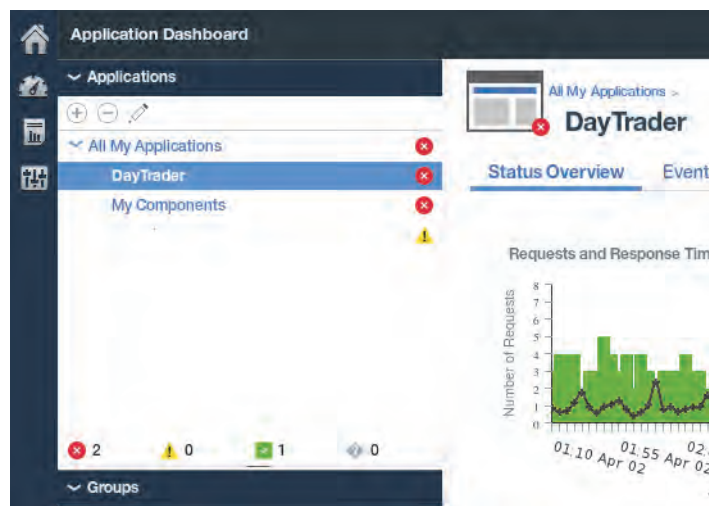 Application Dashboard
Applications
All My Applications
DayTrader
My Components
2
0
1
0
Groups
All My Applications >
DayTrader
Status Overview
Event
Requests and Response Tim
Number of Requests
8
7
6
5
4
3
2
1
0
01:10 Apr 02
01:55 Apr 02
02: